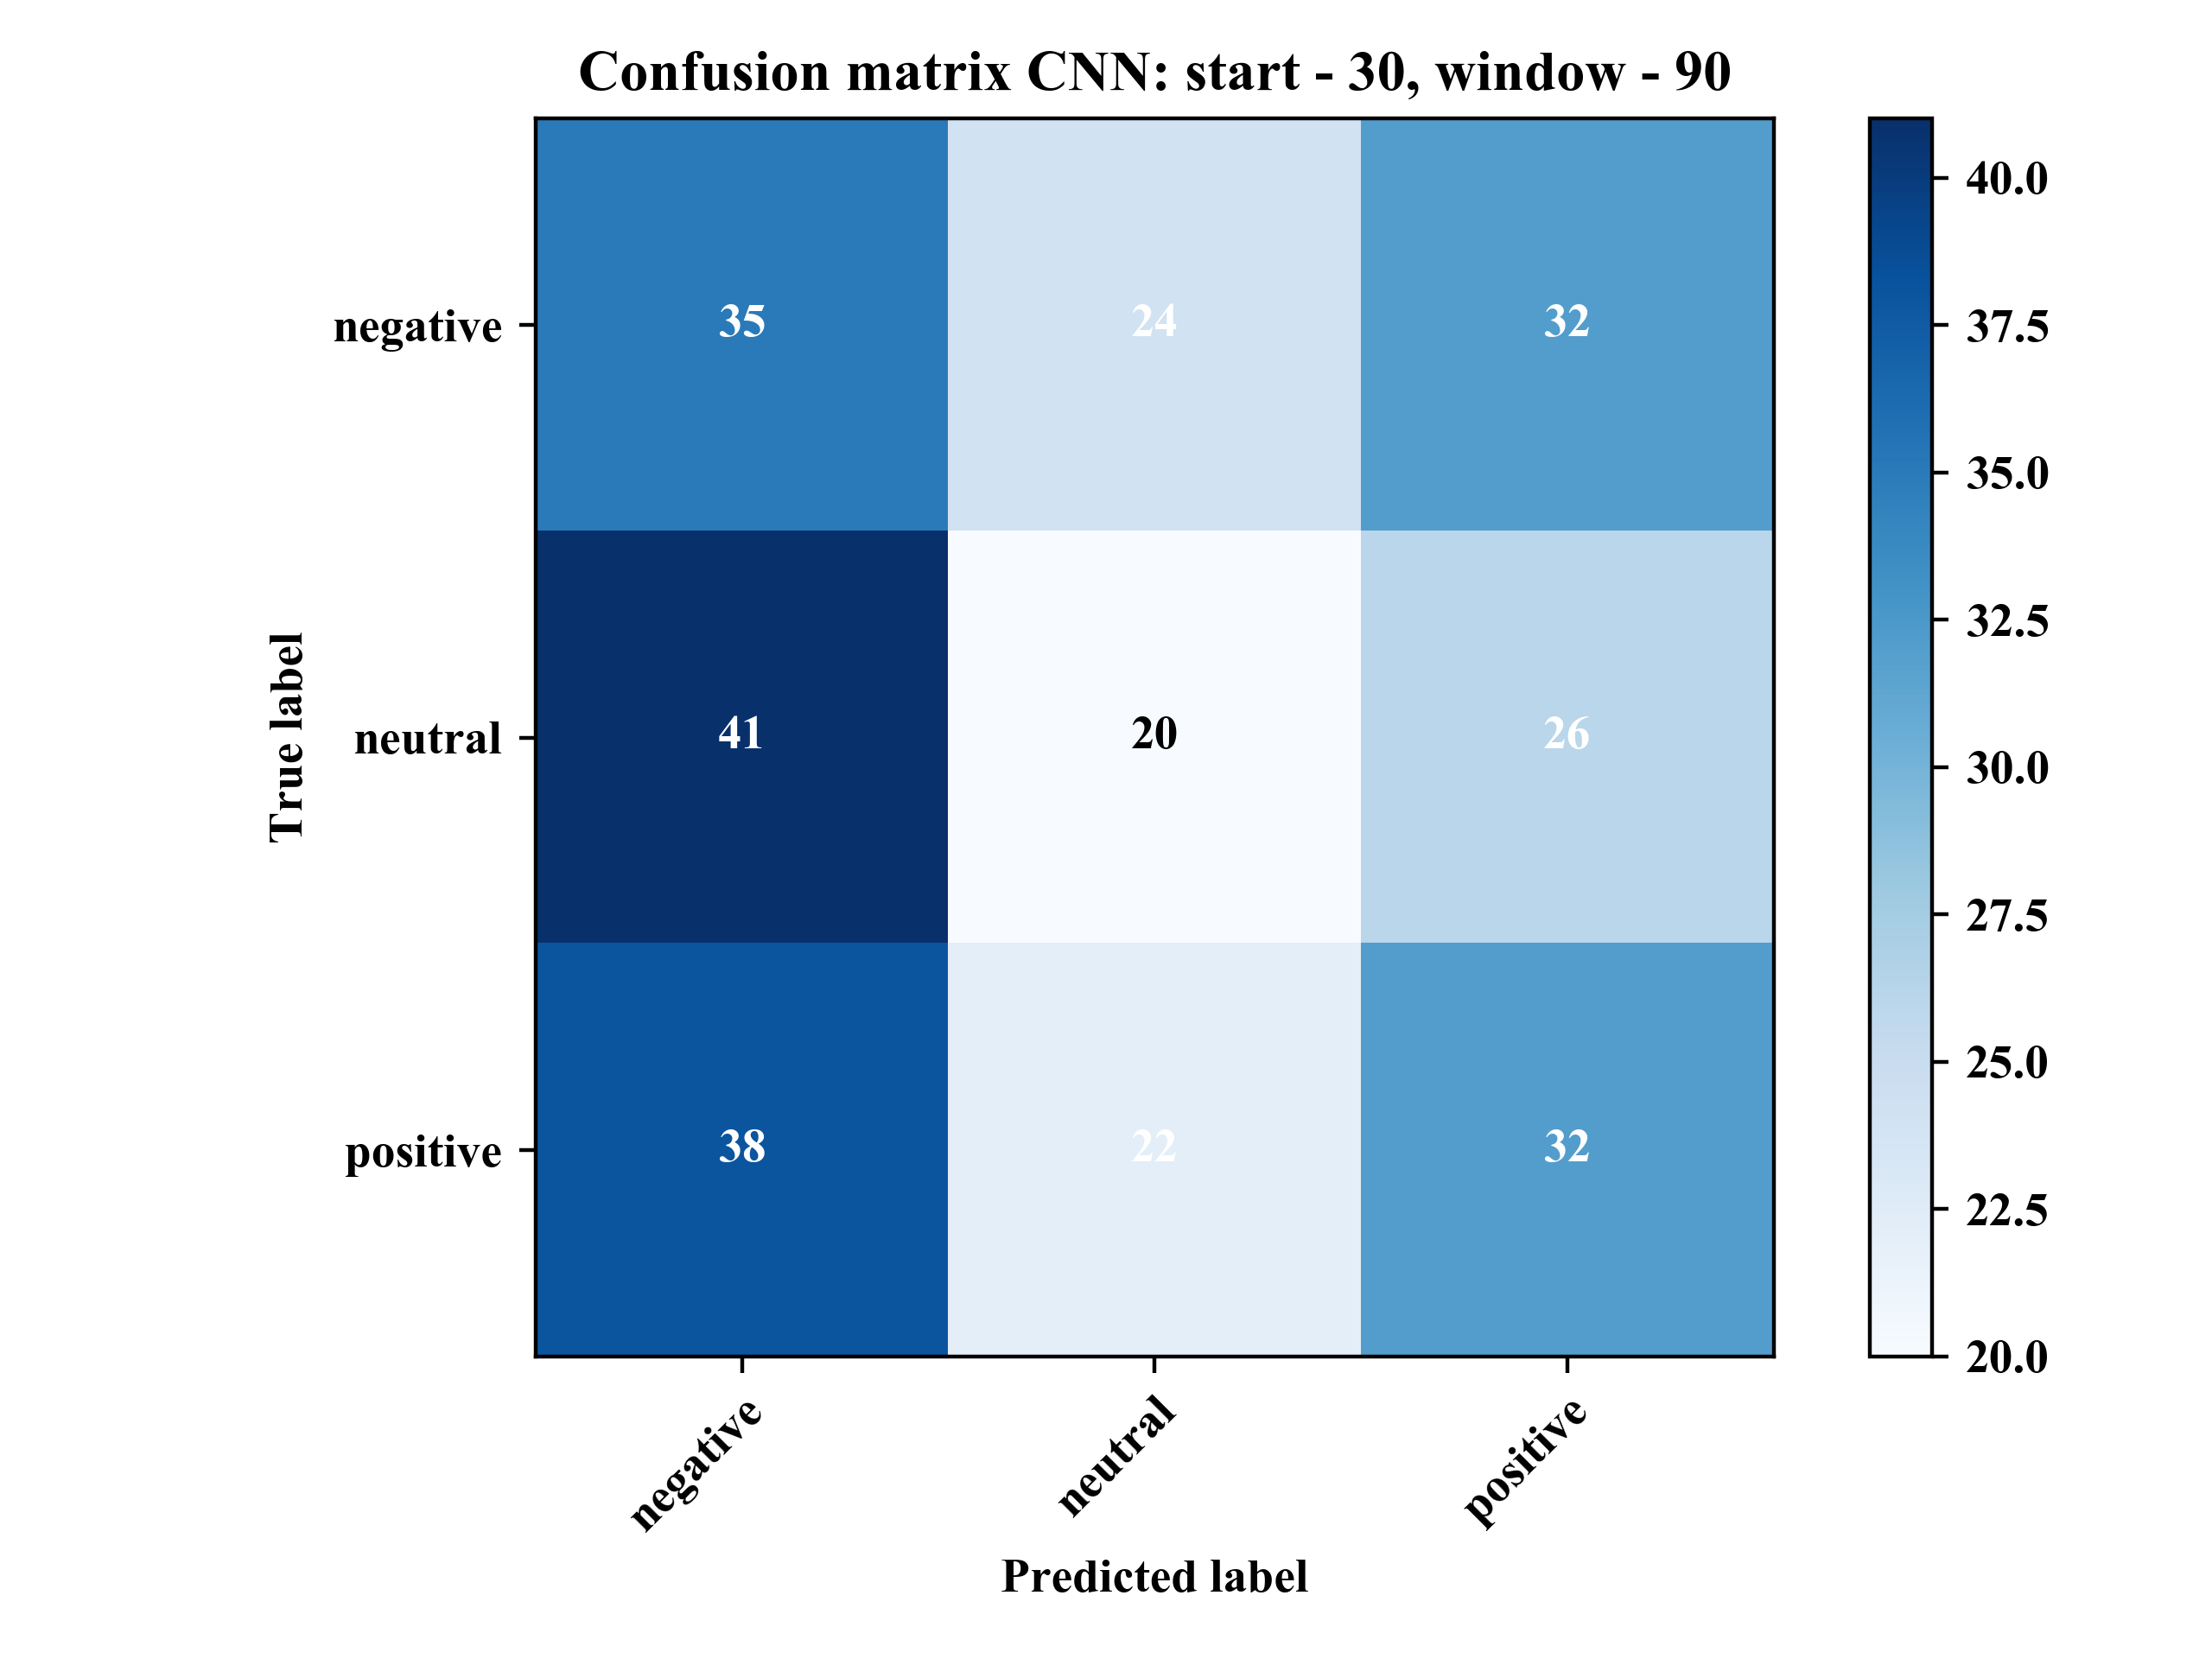 Confusion matrix CNN: start - 30, window - 90
True label
negative
35
24
32
neutral
41
20
26
positive
38
22
32
negative
neutral
positive
Predicted label
40.0
37.5
35.0
32.5
30.0
27.5
25.0
22.5
20.0